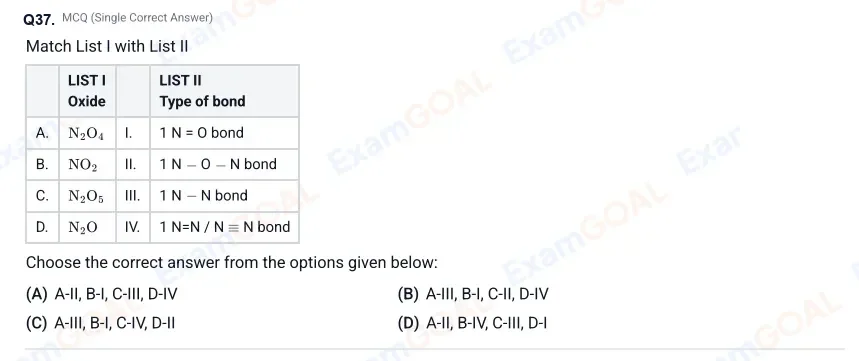 Q37. MCQ (Single Correct Answer)
Match List I with List II
LIST I Oxide LIST II Type of bond
A. N₂O₄ I. 1 N = O bond
B. NO₂ II. 1 N – O – N bond
C. N₂O₅ III. 1 N – N bond
D. N₂O IV. 1 N=N / N ≡ N bond
Choose the correct answer from the options given below:
(A) A-II, B-I, C-III, D-IV (B) A-III, B-I, C-II, D-IV
(C) A-III, B-I, C-IV, D-II (D) A-II, B-IV, C-III, D-I
ExamGOAL